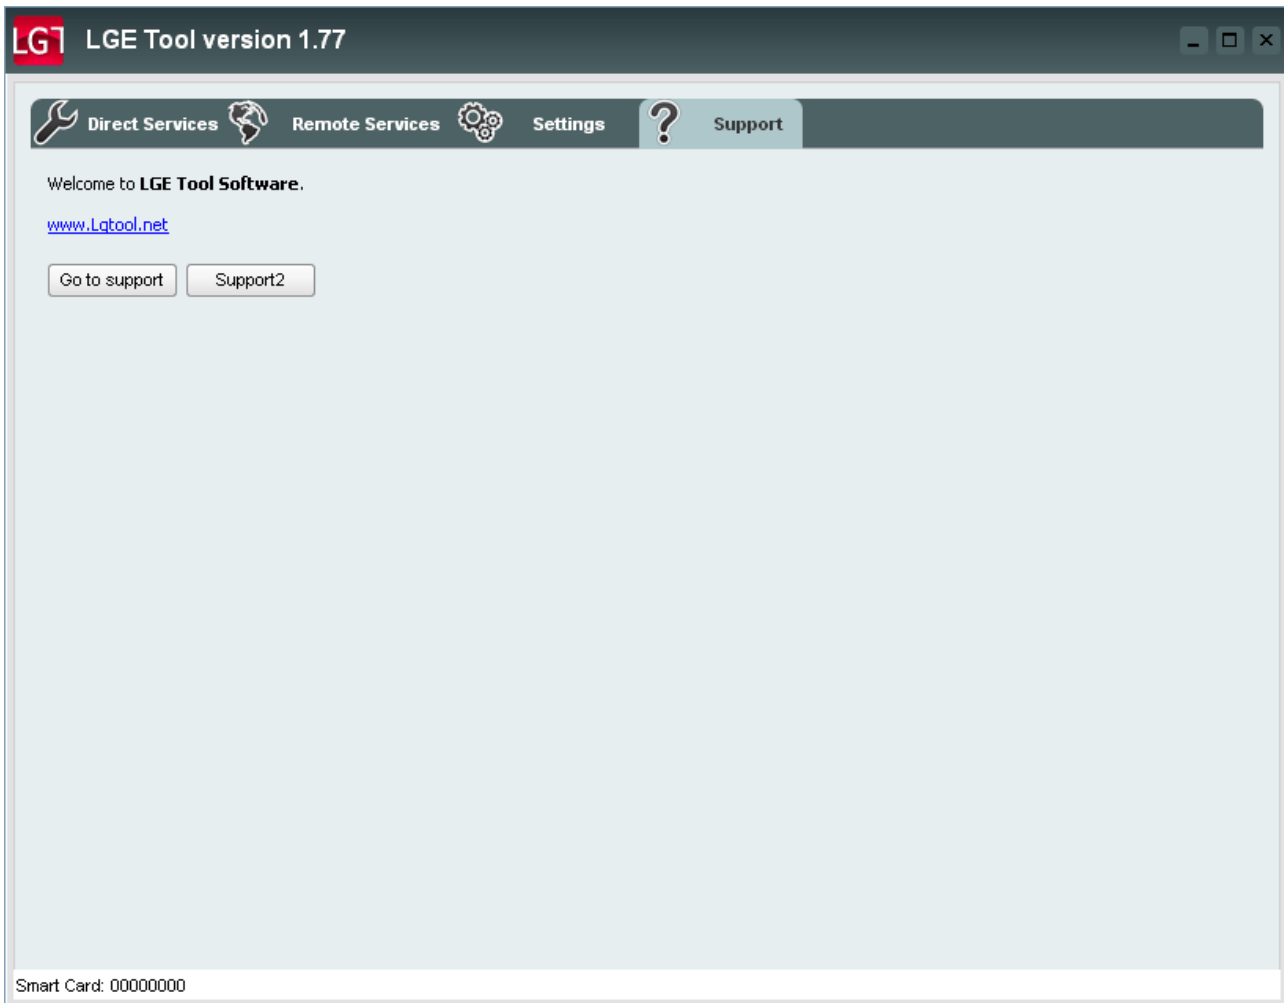 LGT LGE Tool version 1.77
Direct Services Remote Services Settings ? Support
Welcome to LGE Tool Software.
www.Lgtool.net
Go to support Support2
Smart Card: 00000000